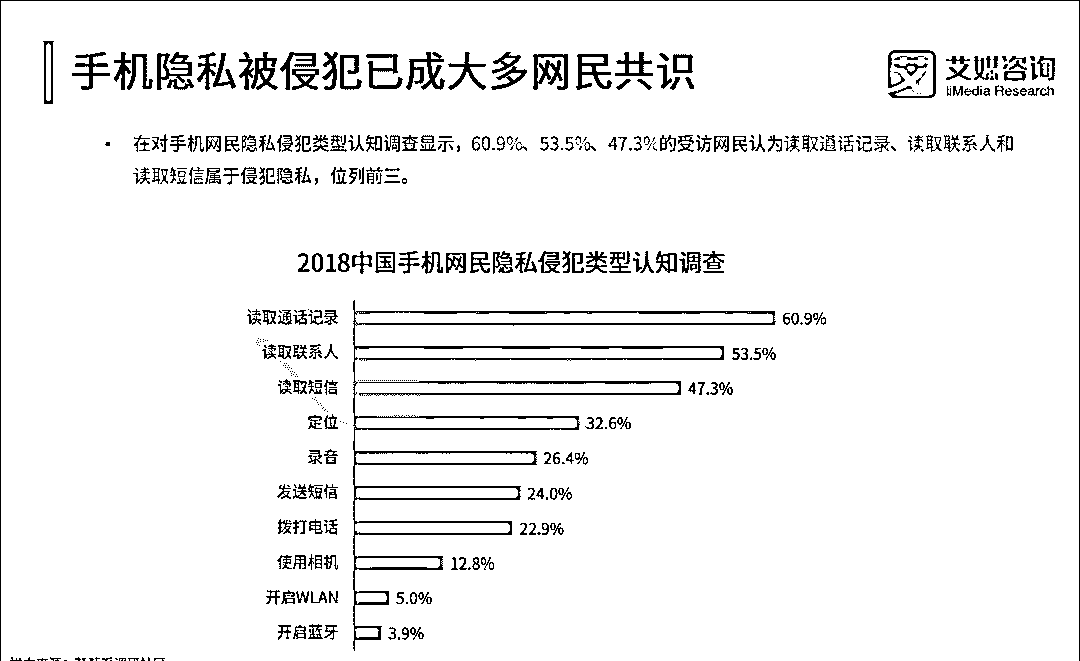 手机隐私被侵犯已成大多网民共识
艾媒咨询
iiMedia Research
• 在对手机网民隐私侵犯类型认知调查显示，60.9%、53.5%、47.3%的受访网民认为读取通话记录、读取联系人和
读取短信属于侵犯隐私，位列前三。
2018中国手机网民隐私侵犯类型认知调查
读取通话记录 60.9%
读取联系人 53.5%
读取短信 47.3%
定位 32.6%
录音 26.4%
发送短信 24.0%
拨打电话 22.9%
使用相机 12.8%
开启WLAN 5.0%
开启蓝牙 3.9%